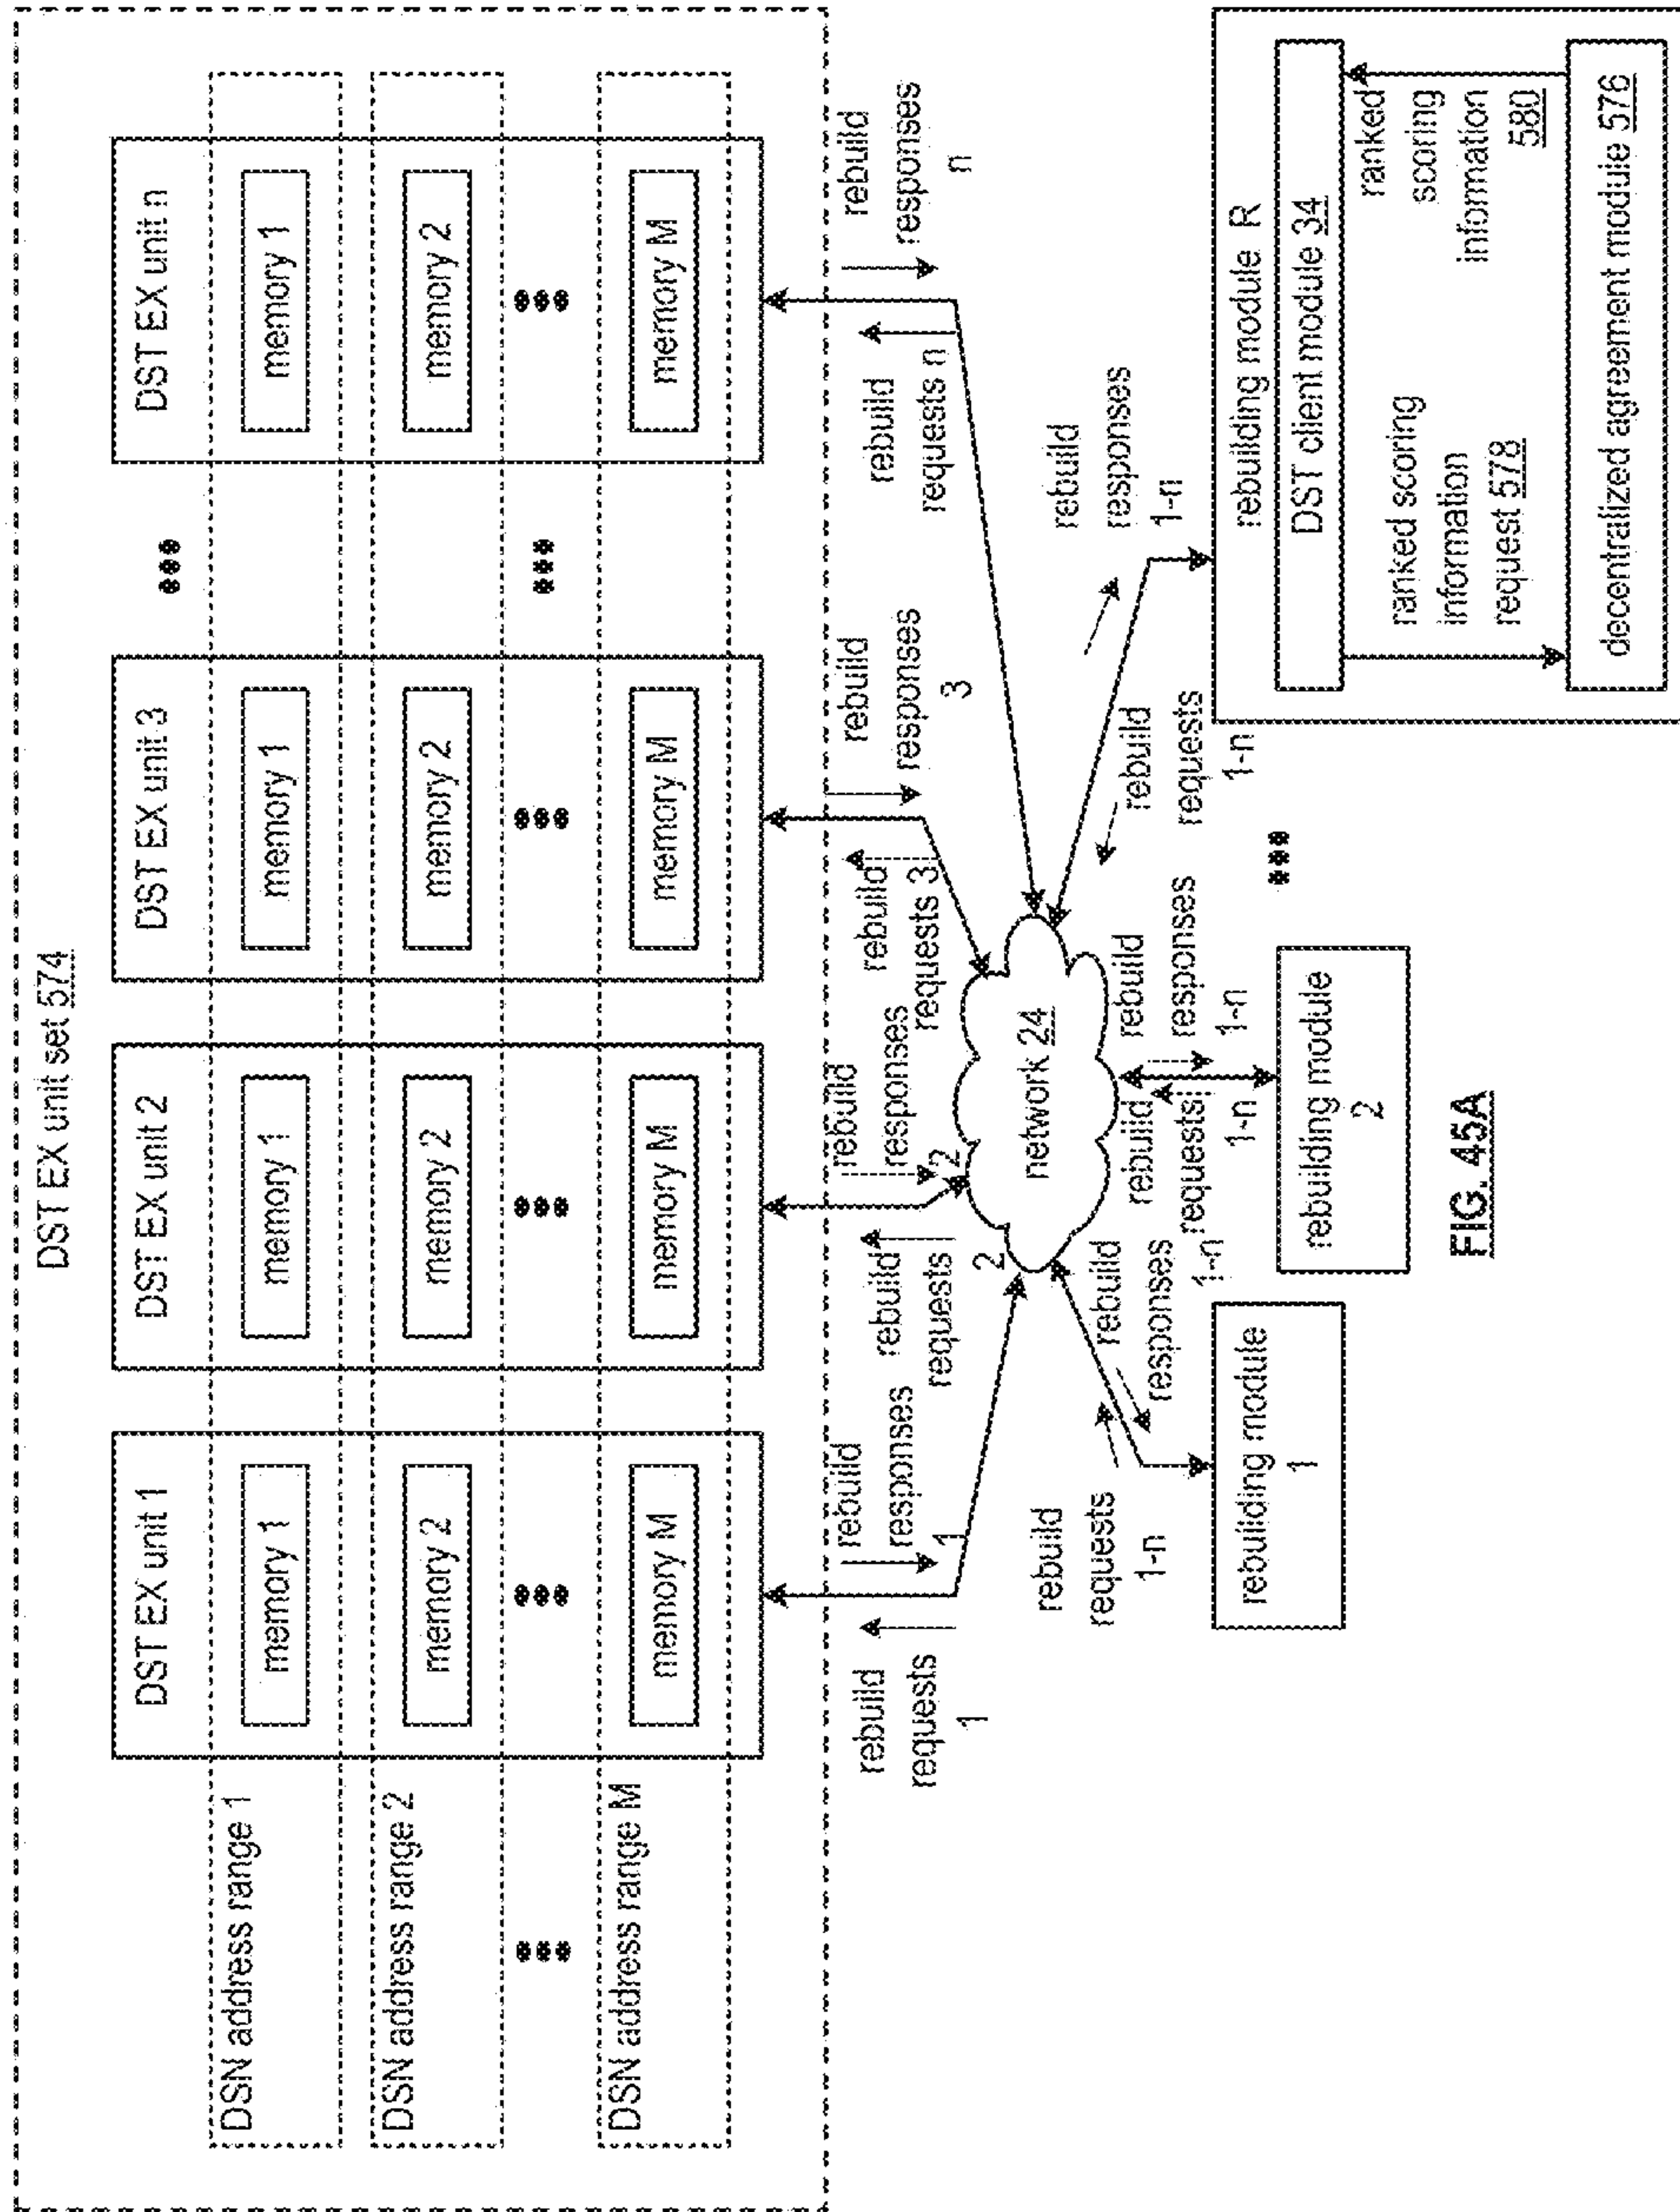 DST EX unit set 574
DST EX unit 1
DST EX unit 2
DST EX unit 3
DST EX unit n
DSN address range 1
memory 1
memory 1
memory 1
memory 1
DSN address range 2
memory 2
memory 2
memory 2
memory 2
DSN address range M
memory M
memory M
memory M
memory M
rebuild
requests
1
rebuild
responses
1
rebuild
requests
2
rebuild
responses
2
rebuild
requests 3
rebuild
responses
3
rebuild
requests n
rebuild
responses
n
network 24
rebuild
requests
1-n
rebuild
responses
1-n
rebuild
requests
1-n
rebuild
responses
1-n
rebuild
requests
1-n
rebuild
responses
1-n
rebuilding module
1
rebuilding module
2
rebuilding module R
DST client module 34
ranked scoring
information
request 578
ranked
scoring
information
580
decentralized agreement module 576
FIG. 45A